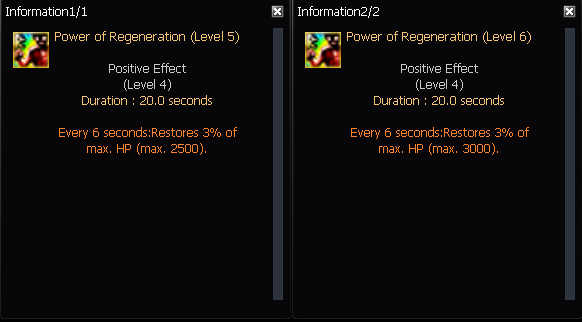 Information1/1
Power of Regeneration (Level 5)
Positive Effect
(Level 4)
Duration : 20.0 seconds
Every 6 seconds:Restores 3% of
max. HP (max. 2500).
Information2/2
Power of Regeneration (Level 6)
Positive Effect
(Level 4)
Duration : 20.0 seconds
Every 6 seconds:Restores 3% of
max. HP (max. 3000).